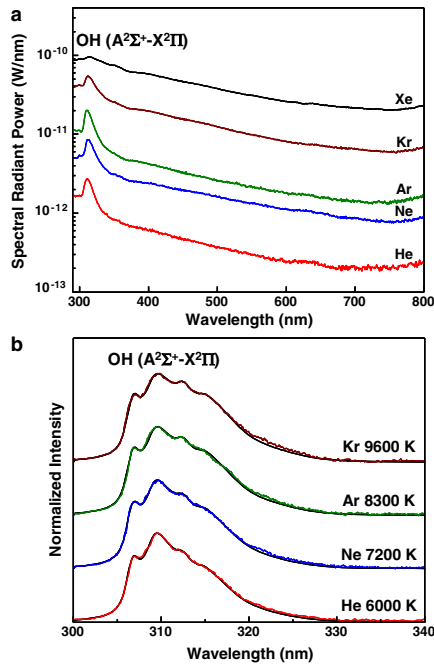 a
OH (A²Σ⁺-X²Π)
Spectral Radiant Power (W/nm)
10⁻¹⁰
10⁻¹¹
10⁻¹²
10⁻¹³
Xe
Kr
Ar
Ne
He
300 400 500 600 700 800
Wavelength (nm)
b
OH (A²Σ⁺-X²Π)
Normalized Intensity
Kr 9600 K
Ar 8300 K
Ne 7200 K
He 6000 K
300 310 320 330 340
Wavelength (nm)